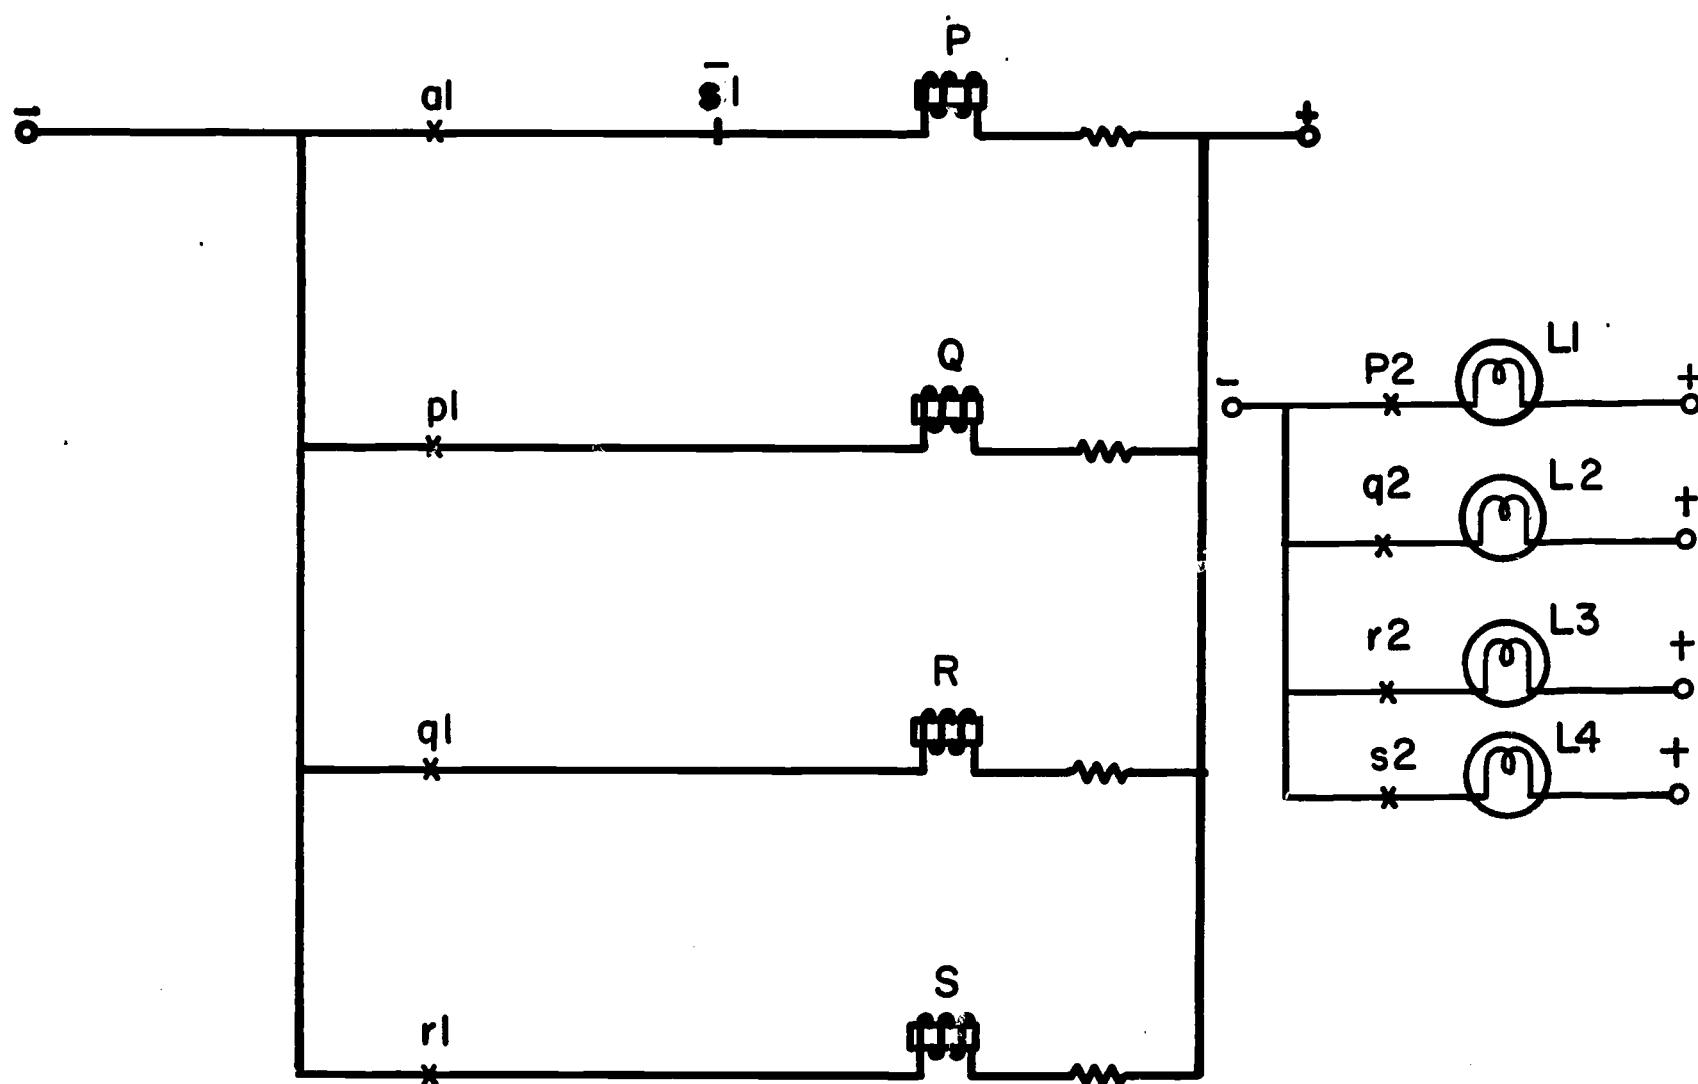 P
a1
s̄1
− +
Q
p1
L1
P2
− +
q2
L2
+
R
q1
r2
L3
+
s2
L4
+
S
r1